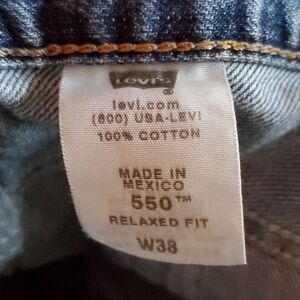 Levi's
levi.com
(800) USA-LEVI
100% COTTON
MADE IN
MEXICO
550™
RELAXED FIT
W38